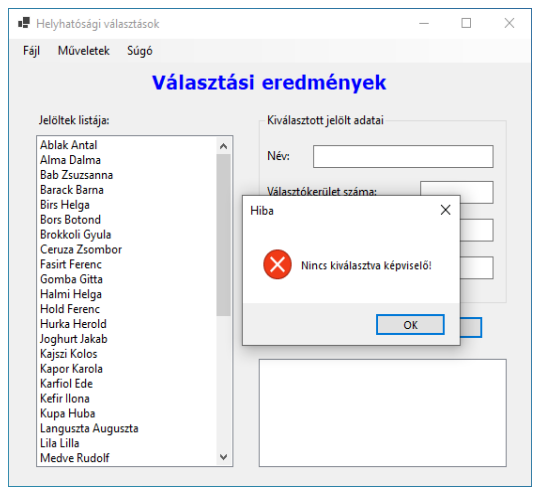 Helyhatósági választások
Fájl Műveletek Súgó
Választási eredmények
Jelöltek listája:
Ablak Antal
Alma Dalma
Bab Zsuzsanna
Barack Barna
Birs Helga
Bors Botond
Brokkoli Gyula
Ceruza Zsombor
Fasirt Ferenc
Gomba Gitta
Halmi Helga
Hold Ferenc
Hurka Herold
Joghurt Jakab
Kajszi Kolos
Kapor Karola
Karfiol Ede
Kefir Ilona
Kupa Huba
Languszta Auguszta
Lila Lilla
Medve Rudolf
Kiválasztott jelölt adatai
Név:
Választókerület száma:
Hiba
Nincs kiválasztva képviselő!
OK